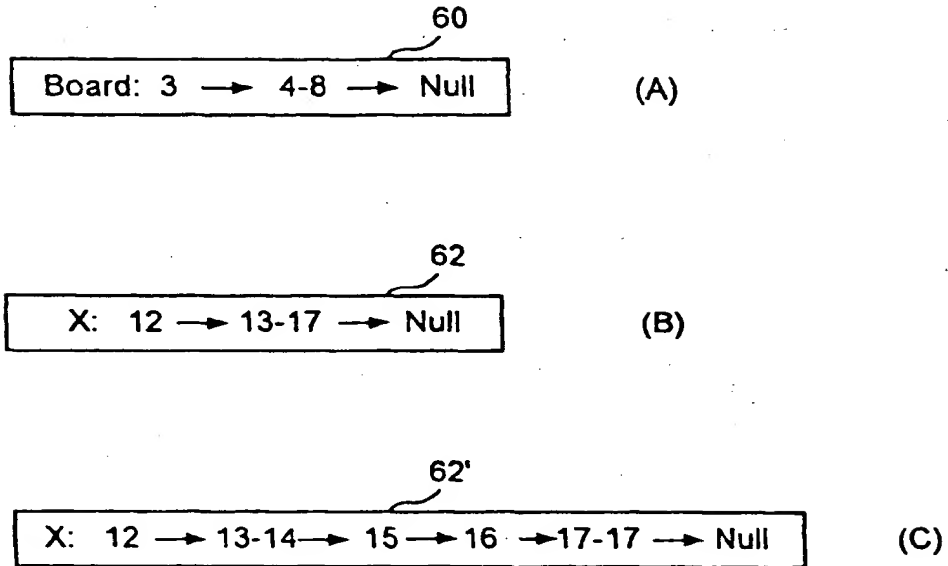 60
Board: 3 → 4-8 → Null (A)
62
X: 12 → 13-17 → Null (B)
62'
X: 12 → 13-14 → 15 → 16 → 17-17 → Null (C)